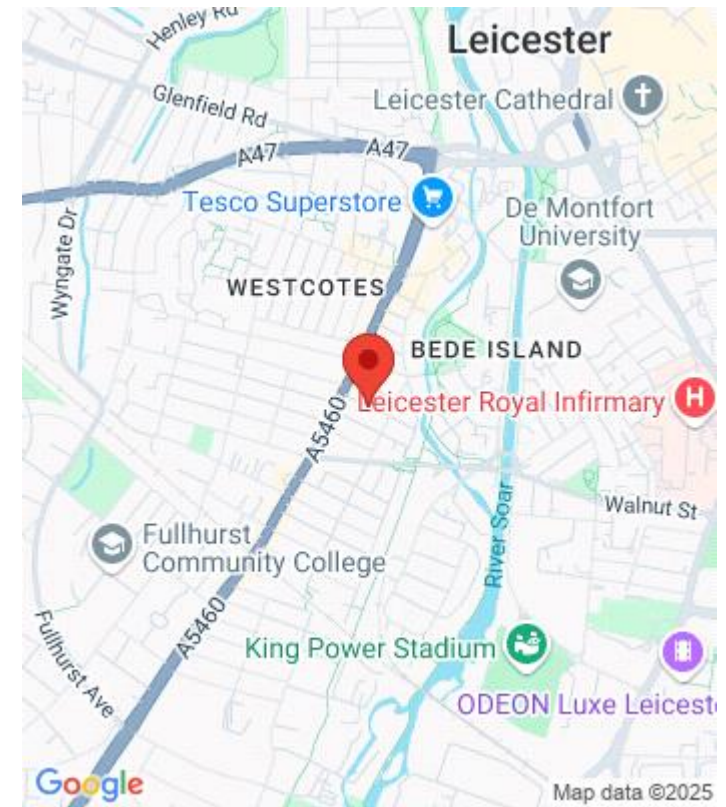 Henley Rd
Leicester
Glenfield Rd
Leicester Cathedral
A47
A47
Tesco Superstore
De Montfort
University
Wyngate Dr
WESTCOTES
BEDE ISLAND
Leicester Royal Infirmary
H
A5460
Walnut St
River Soar
Fullhurst
Community College
A5460
Fullhurst Ave
King Power Stadium
ODEON Luxe Leiceste
Google
Map data ©2025